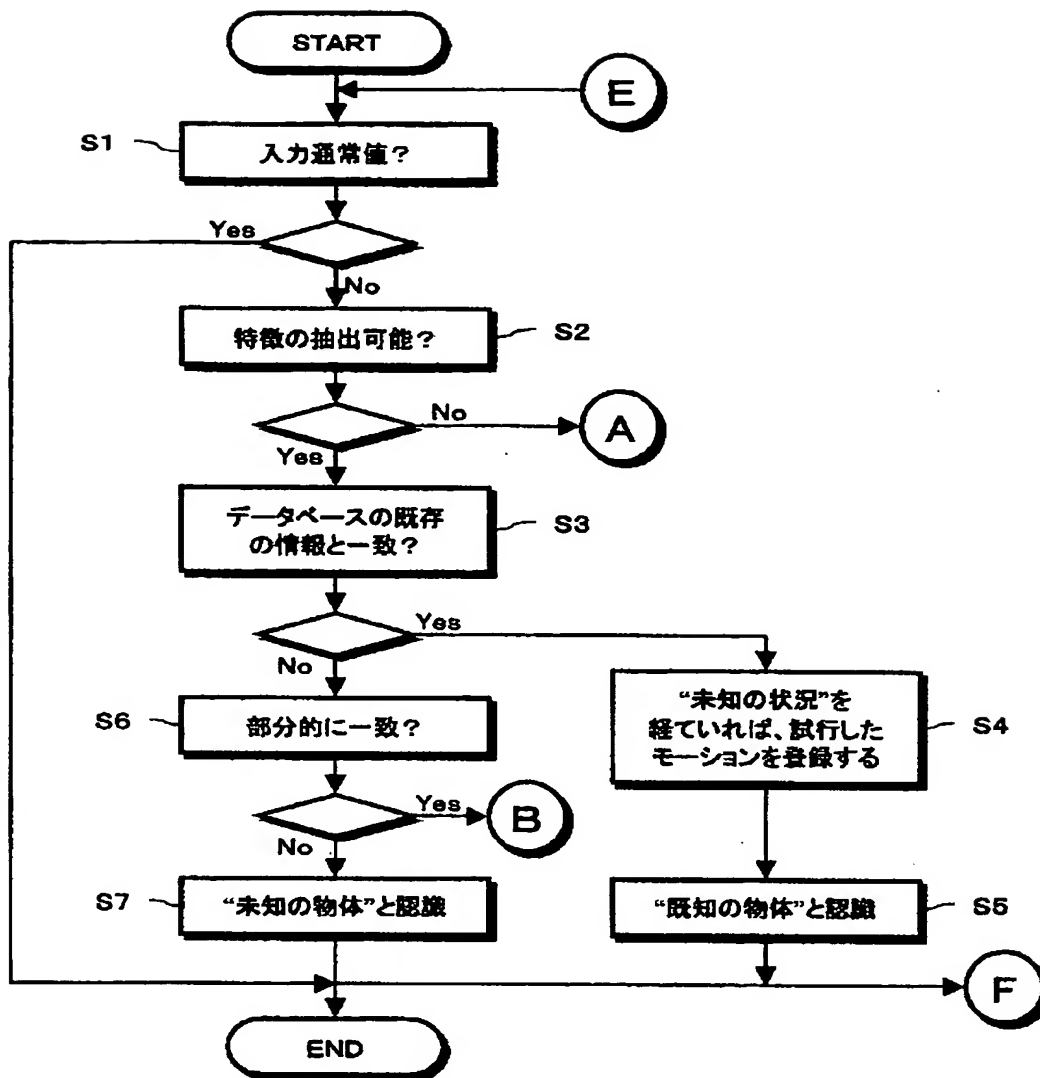 START
E
S1
入力通常値？
Yes
No
特徴の抽出可能？
S2
No
A
Yes
データベースの既存
の情報と一致？
S3
Yes
No
S6
部分的に一致？
“未知の状況”を
経ていれば、試行した
モーションを登録する
S4
Yes
B
No
S7
“未知の物体”と認識
“既知の物体”と認識
S5
F
END